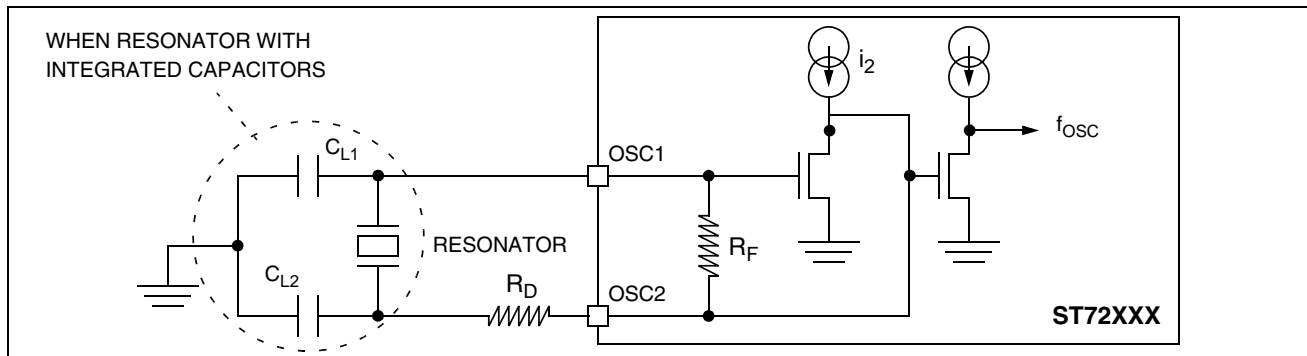 WHEN RESONATOR WITH
INTEGRATED CAPACITORS
i2
fOSC
CL1
OSC1
RESONATOR
RF
CL2
RD
OSC2
ST72XXX